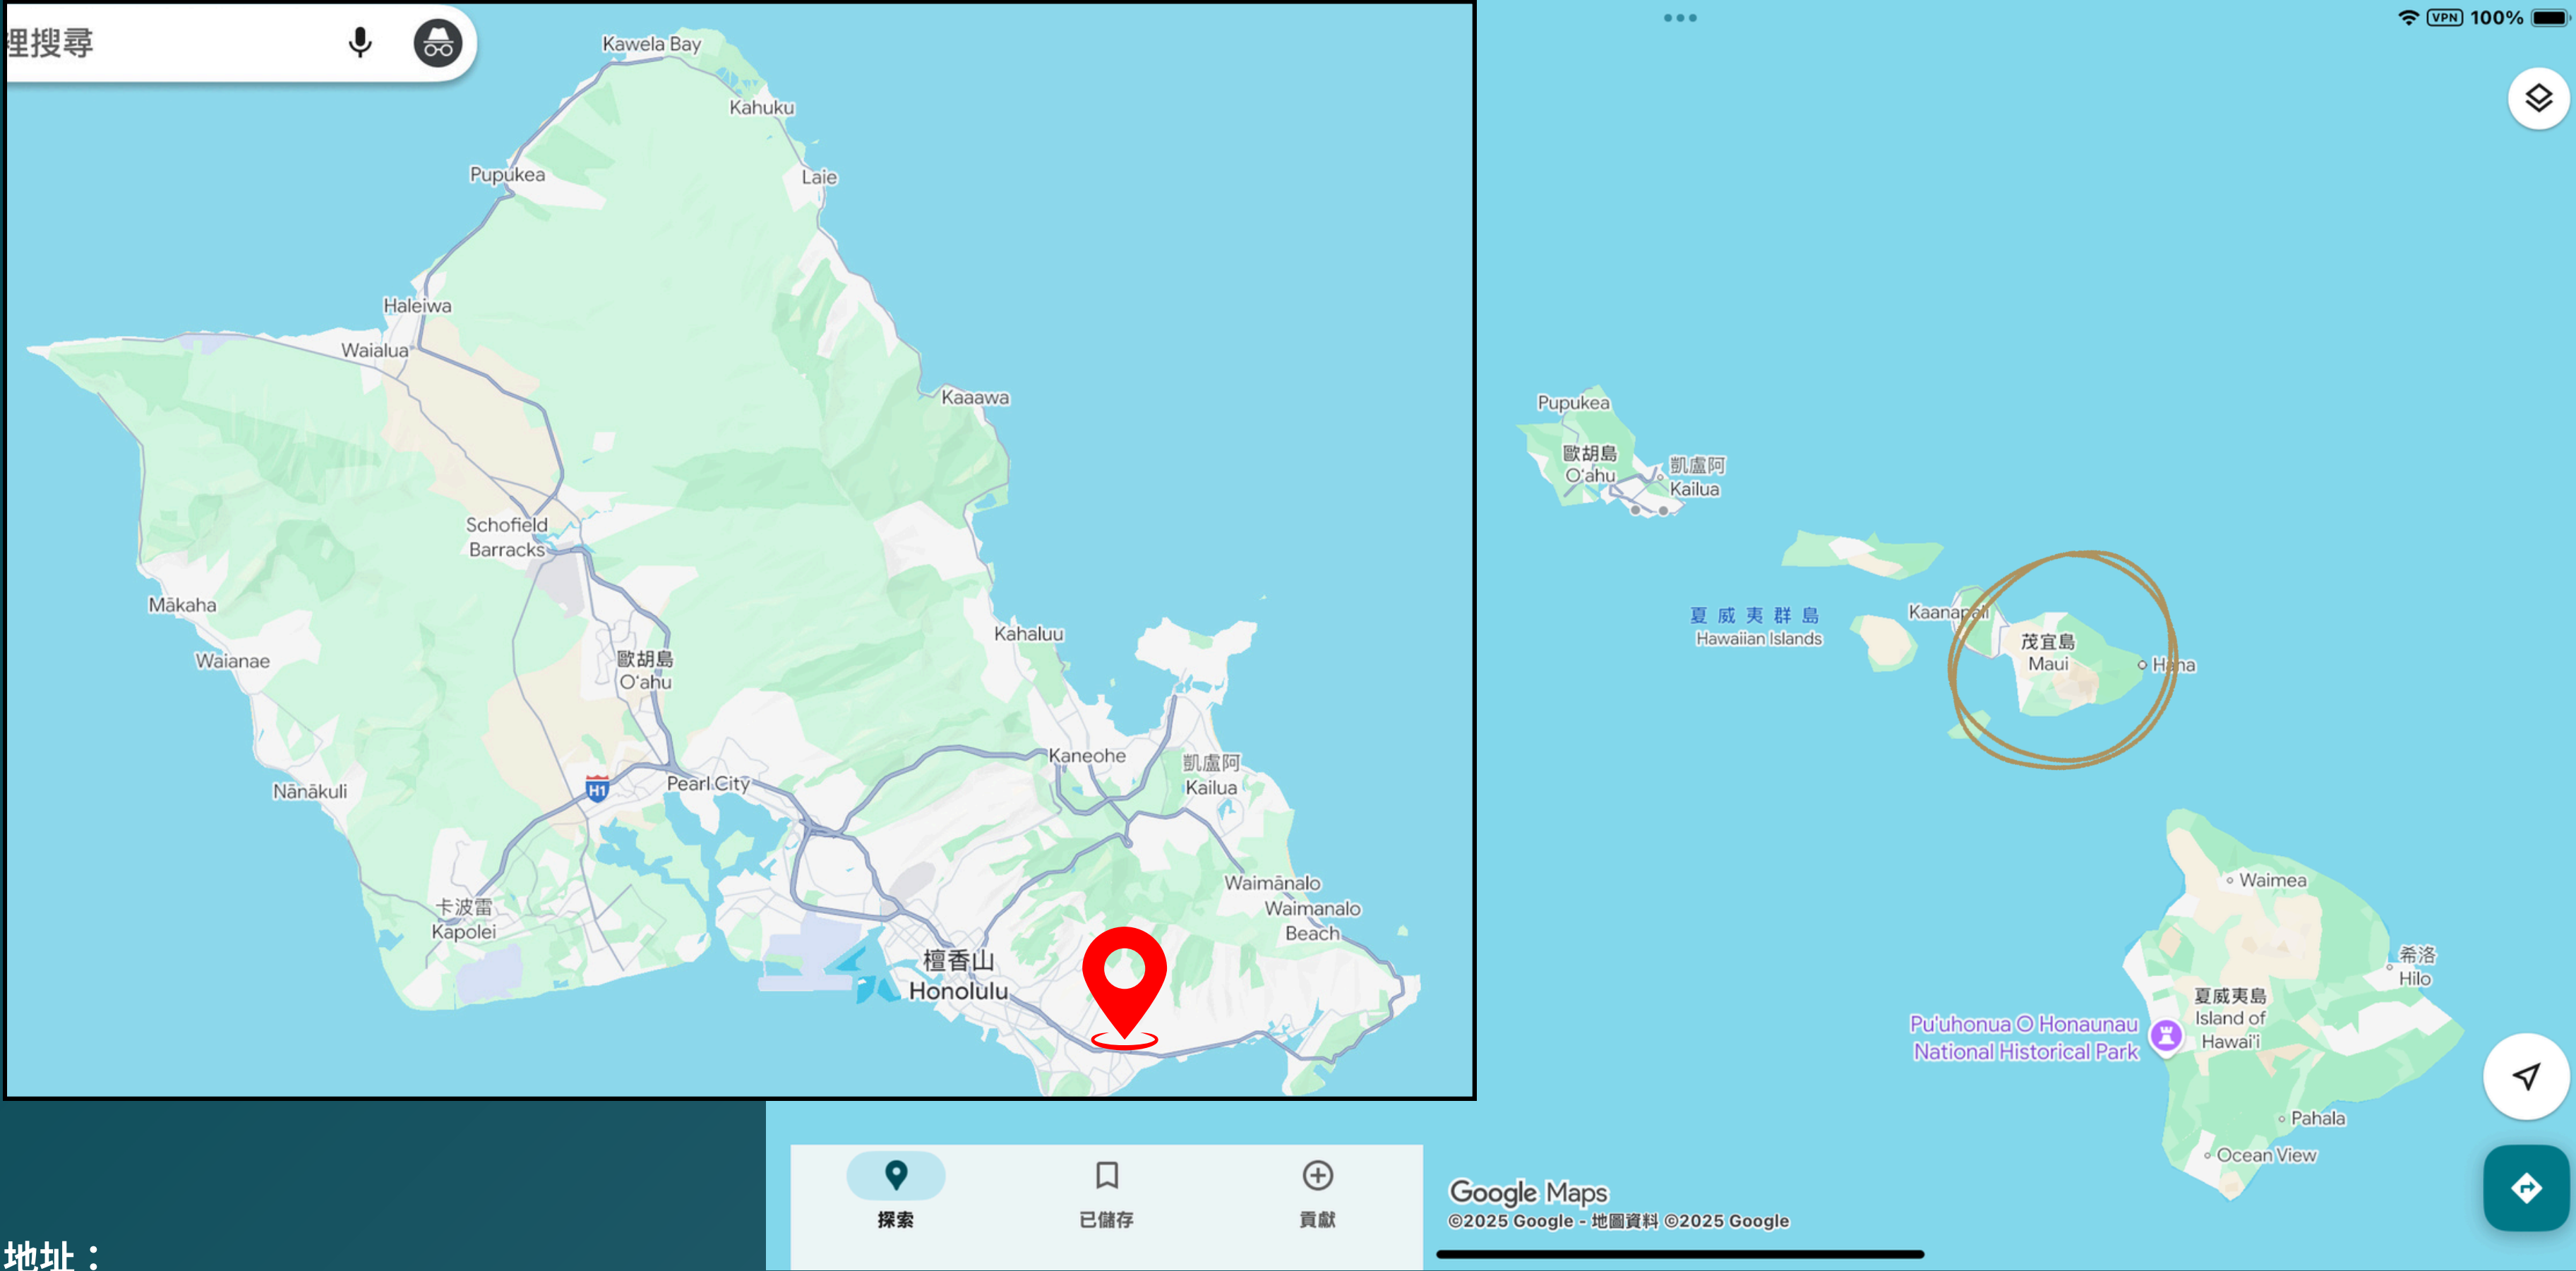 裡搜尋
Kawela Bay
Kahuku
Pupukea
Laie
Haleiwa
Waialua
Kaaawa
Schofield
Barracks
Mākaha
Kahaluu
Waianae
歐胡島
O'ahu
Kaneohe
凱盧阿
Kailua
Nānākuli
H1
Pearl City
Waimānalo
卡波雷
Kapolei
Waimanalo
Beach
檀香山
Honolulu
VPN 100%
Pupukea
歐胡島
O'ahu
凱盧阿
Kailua
夏威夷群島
Hawaiian Islands
Kaanapali
茂宜島
Maui
Hana
Waimea
希洛
Hilo
夏威夷島
Island of
Hawai'i
Pu'uhonua O Honaunau
National Historical Park
Pahala
Ocean View
探索
已儲存
貢獻
Google Maps
©2025 Google - 地圖資料 ©2025 Google
地址：